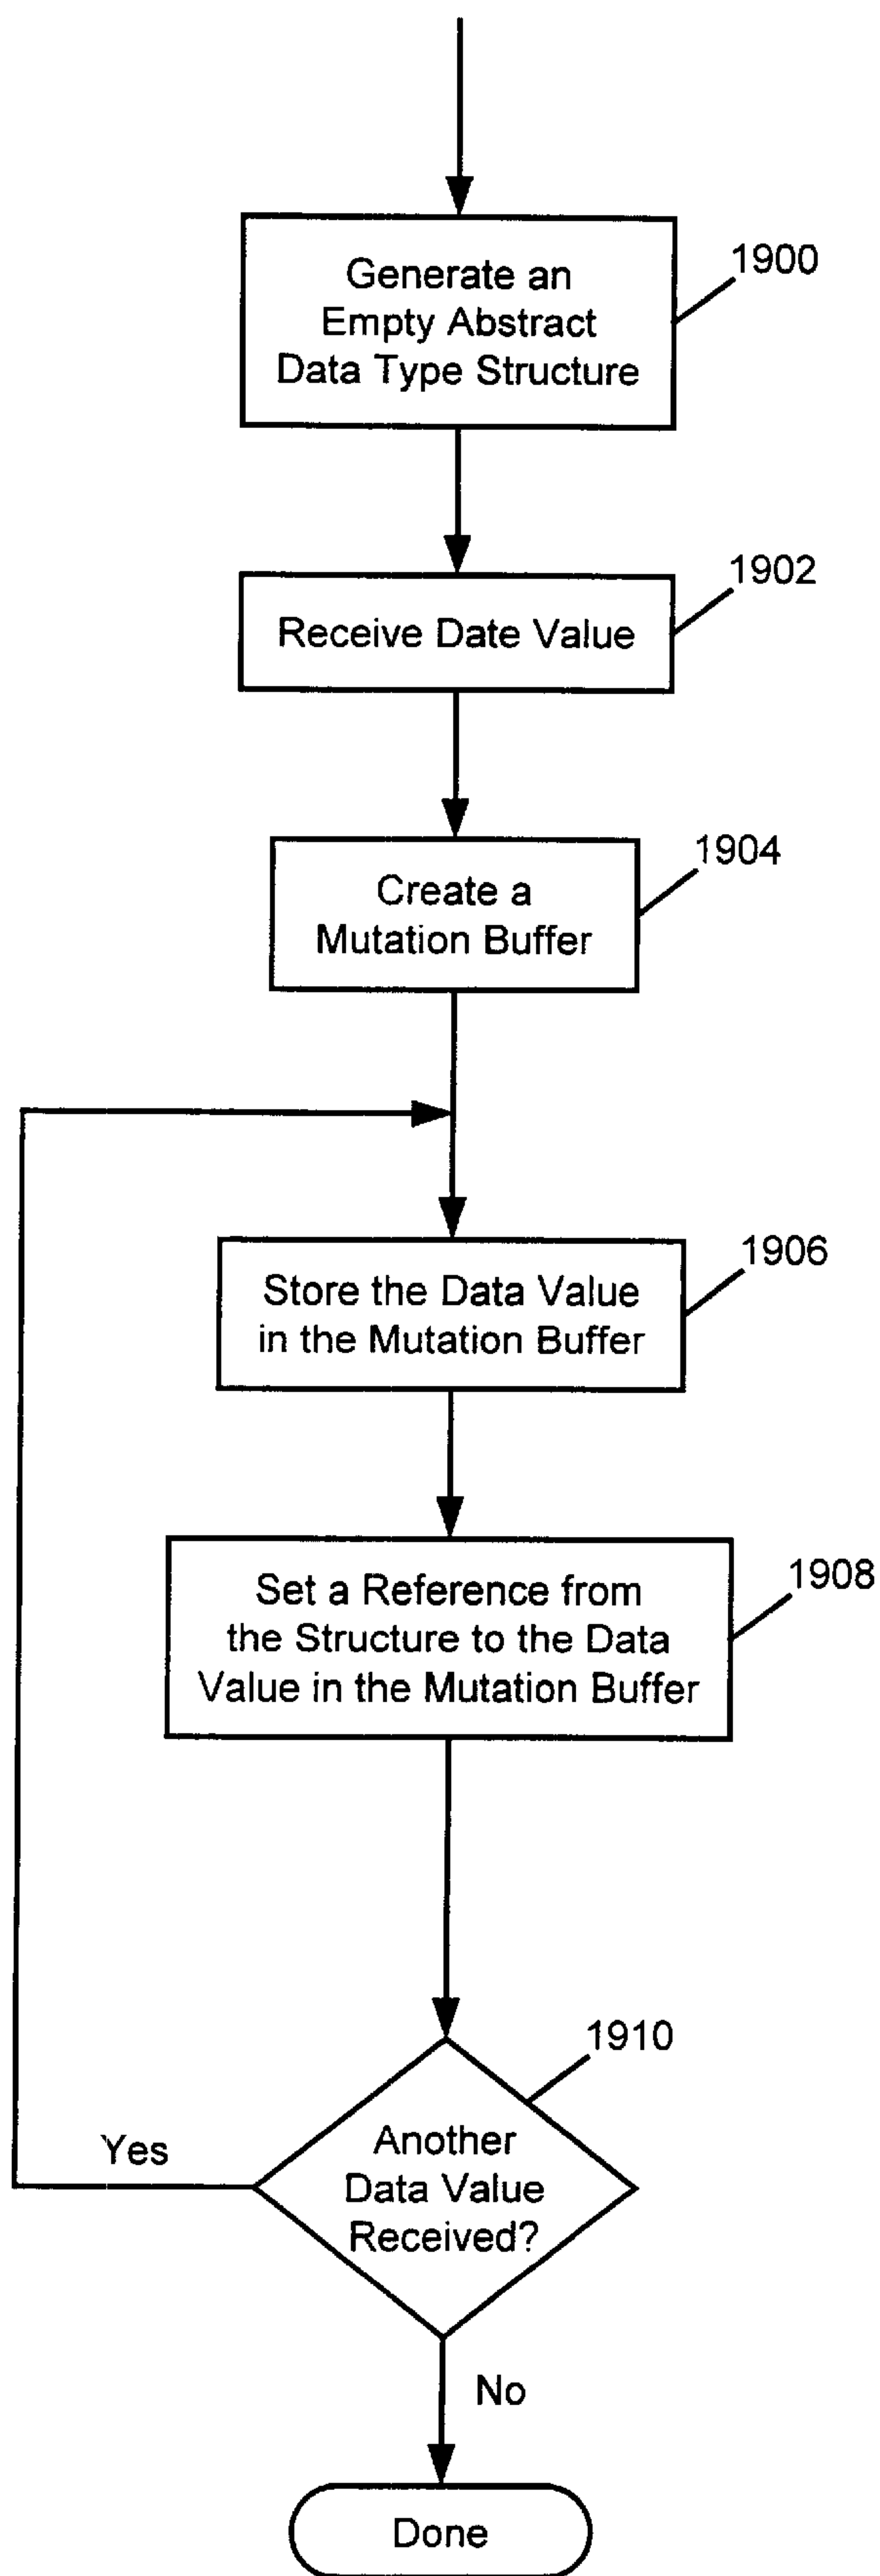 1900
Generate an
Empty Abstract
Data Type Structure
1902
Receive Date Value
1904
Create a
Mutation Buffer
1906
Store the Data Value
in the Mutation Buffer
1908
Set a Reference from
the Structure to the Data
Value in the Mutation Buffer
1910
Another
Data Value
Received?
Yes
No
Done